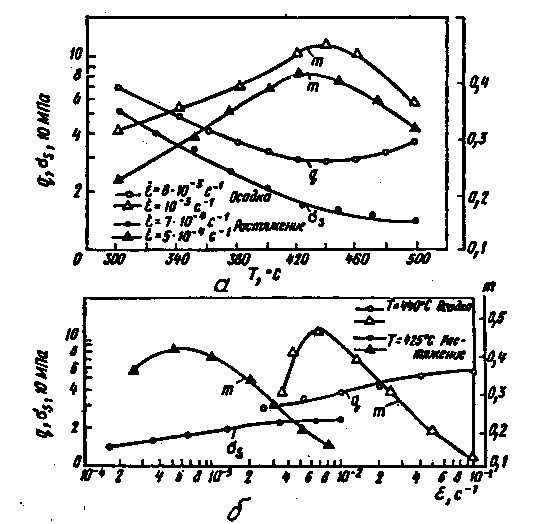 q, σs, 10 МПа
10
8
6
4
2
m
m
q
σs
ε̇ = 8·10⁻³ c⁻¹
ε̇ = 10⁻³ c⁻¹
Осадка
ε̇ = 7·10⁻⁴ c⁻¹
ε̇ = 5·10⁻⁴ c⁻¹
Растяжение
0,4
0,3
0,2
0,1
300 340 380 420 460 500
T, °C
а
m
q, σs, 10 МПа
10
8
6
4
2
0
T=440°C Осадка
T=425°C Рас-
тяжение
m
q
m
σs
0,5
0,4
0,3
0,2
0,1
10⁻⁴ 2 4 6 8 10⁻³ 2 4 6 8 10⁻² 2 4 6 8 10⁻¹
ε̇, c⁻¹
б